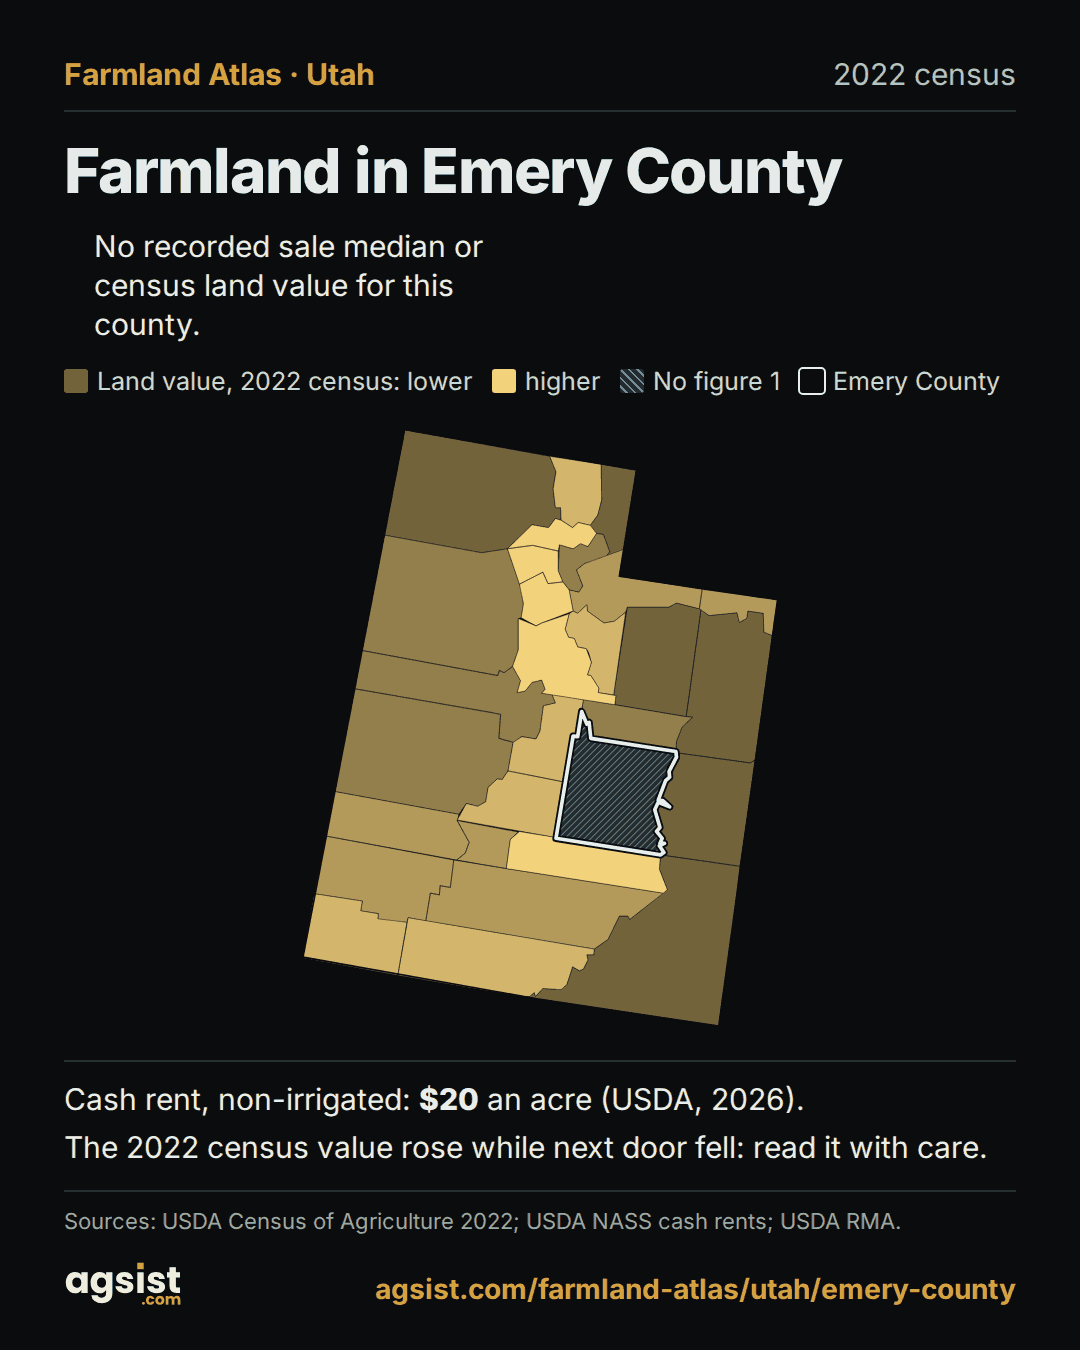 Farmland Atlas · Utah
2022 census
Farmland in Emery County
No recorded sale median or
census land value for this
county.
Land value, 2022 census: lower
higher
No figure 1
Emery County
Cash rent, non-irrigated: $20 an acre (USDA, 2026).
The 2022 census value rose while next door fell: read it with care.
Sources: USDA Census of Agriculture 2022; USDA NASS cash rents; USDA RMA.
agsist
.com
agsist.com/farmland-atlas/utah/emery-county